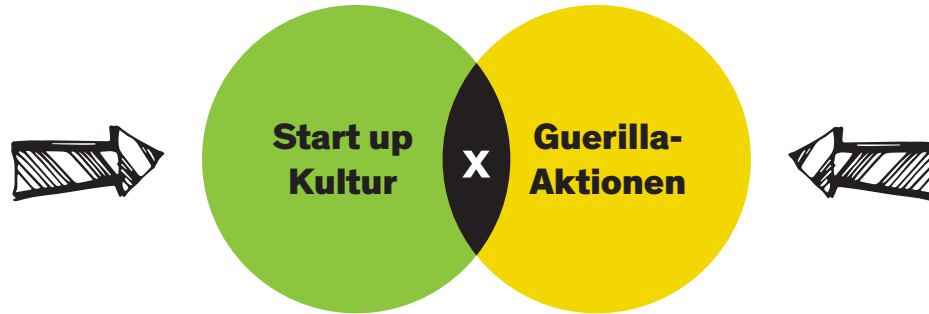 Start up
Kultur
x
Guerilla-
Aktionen